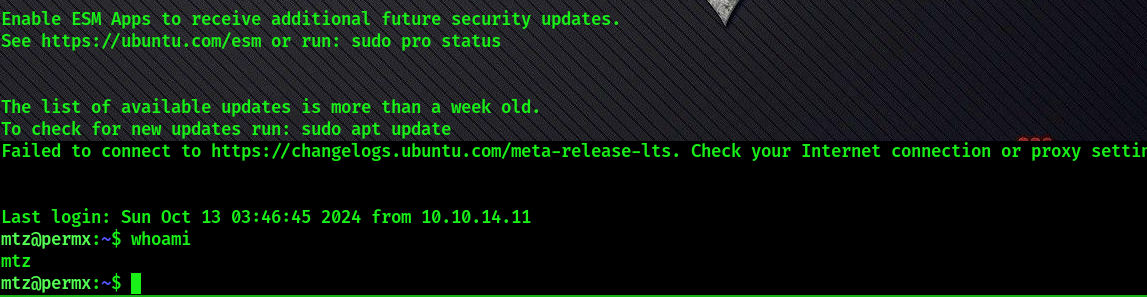 Enable ESM Apps to receive additional future security updates.
See https://ubuntu.com/esm or run: sudo pro status
The list of available updates is more than a week old.
To check for new updates run: sudo apt update
Failed to connect to https://changelogs.ubuntu.com/meta-release-lts. Check your Internet connection or proxy settin
Last login: Sun Oct 13 03:46:45 2024 from 10.10.14.11
mtz@permx:~$ whoami
mtz
mtz@permx:~$